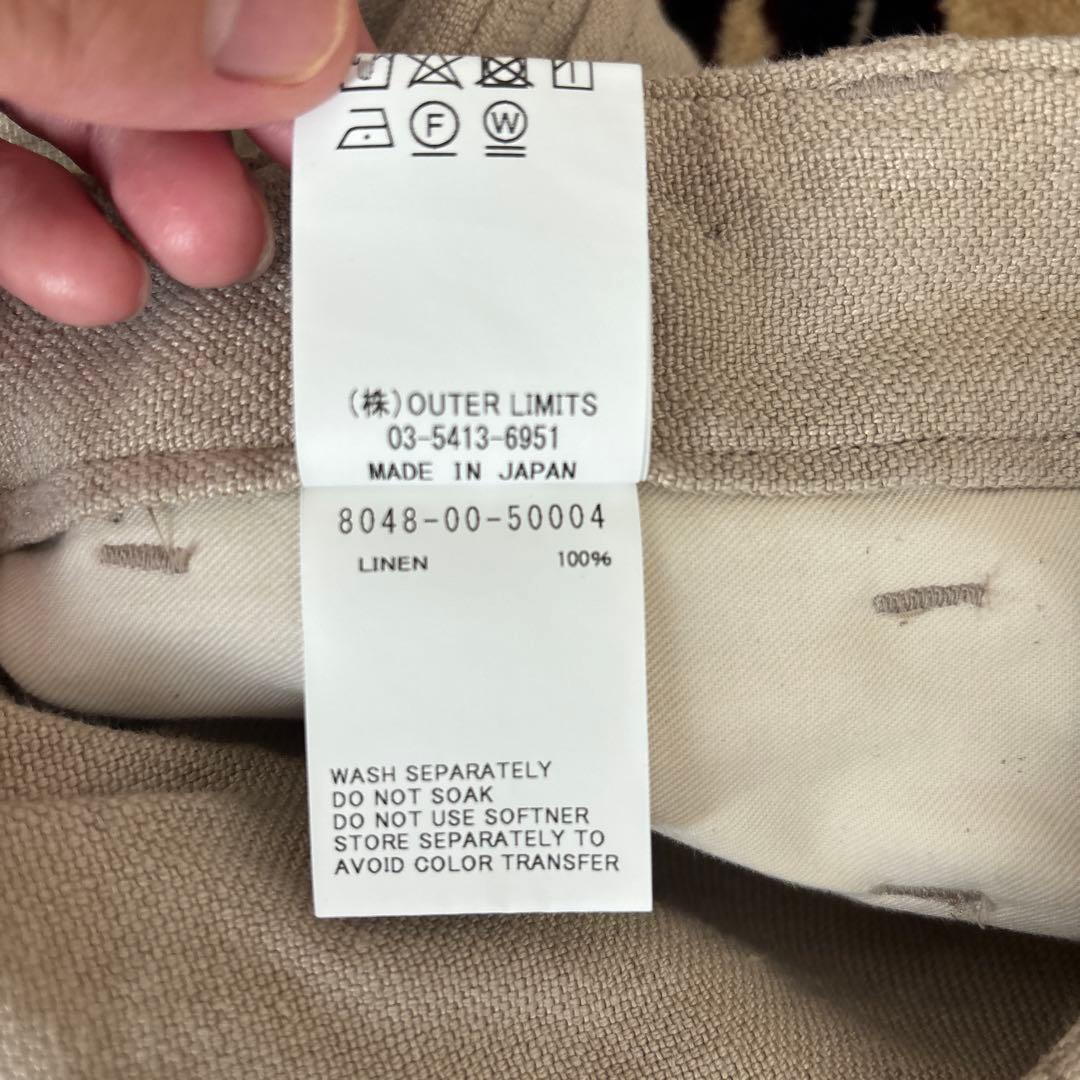 F W
(株)OUTER LIMITS
03-5413-6951
MADE IN JAPAN
8048-00-50004
LINEN 100%
WASH SEPARATELY
DO NOT SOAK
DO NOT USE SOFTNER
STORE SEPARATELY TO
AVOID COLOR TRANSFER